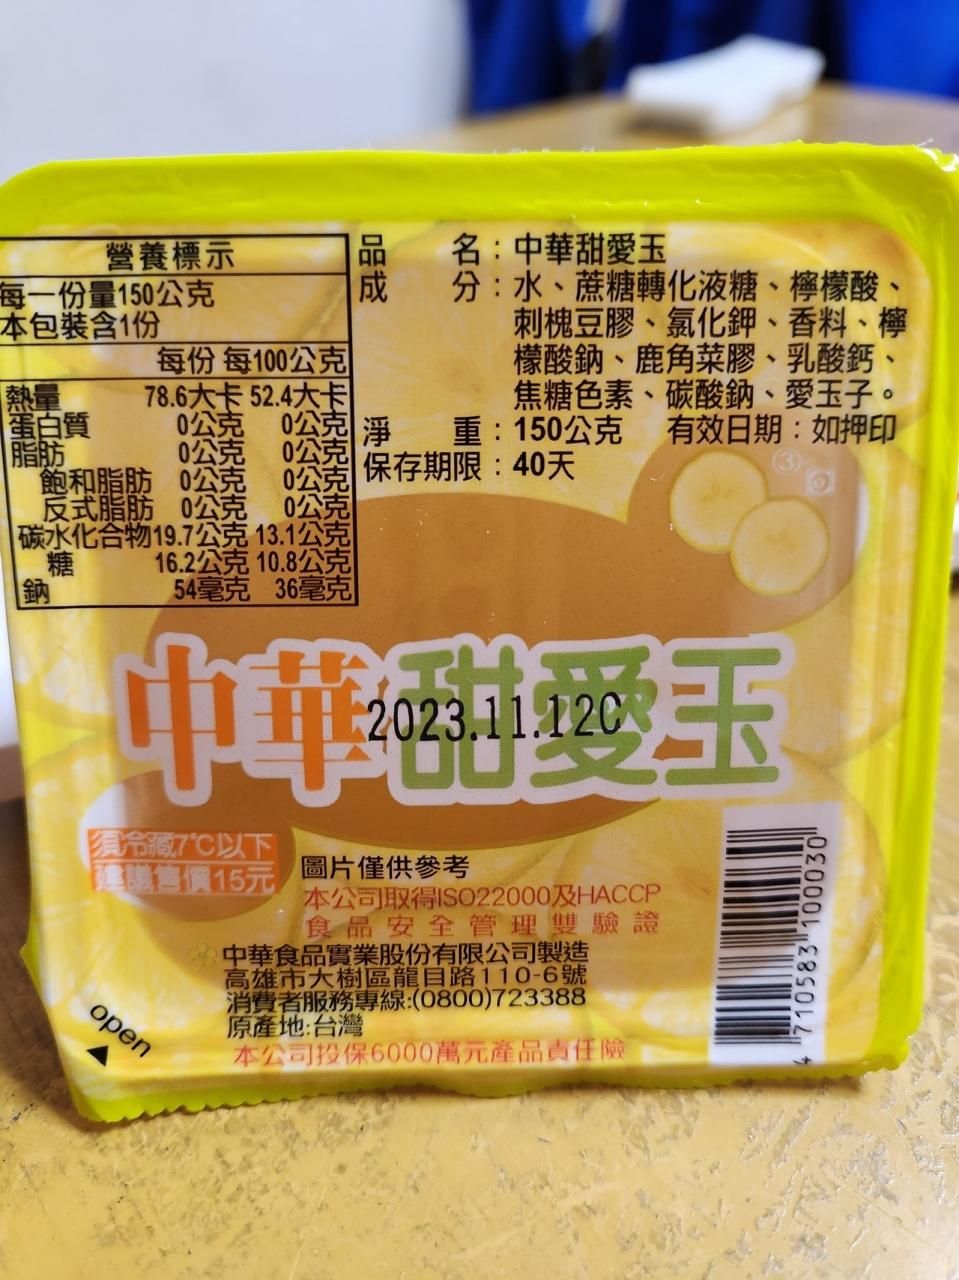 營養標示
每一份量150公克
本包裝含1份
每份 每100公克
熱量 78.6大卡 52.4大卡
蛋白質 0公克 0公克
脂肪 0公克 0公克
飽和脂肪 0公克 0公克
反式脂肪 0公克 0公克
碳水化合物 19.7公克 13.1公克
糖 16.2公克 10.8公克
鈉 54毫克 36毫克
品名：中華甜愛玉
成分：水、蔗糖轉化液糖、檸檬酸、
刺槐豆膠、氯化鉀、香料、檸
檬酸鈉、鹿角菜膠、乳酸鈣、
焦糖色素、碳酸鈉、愛玉子。
淨重：150公克 有效日期：如押印
保存期限：40天
③
中華甜愛玉
2023.11.12C
須冷藏7℃以下
建議售價15元
圖片僅供參考
本公司取得ISO22000及HACCP
食品安全管理雙驗證
中華食品實業股份有限公司製造
高雄市大樹區龍目路110-6號
消費者服務專線:(0800)723388
原產地:台灣
本公司投保6000萬元產品責任險
open
4 710583 100030